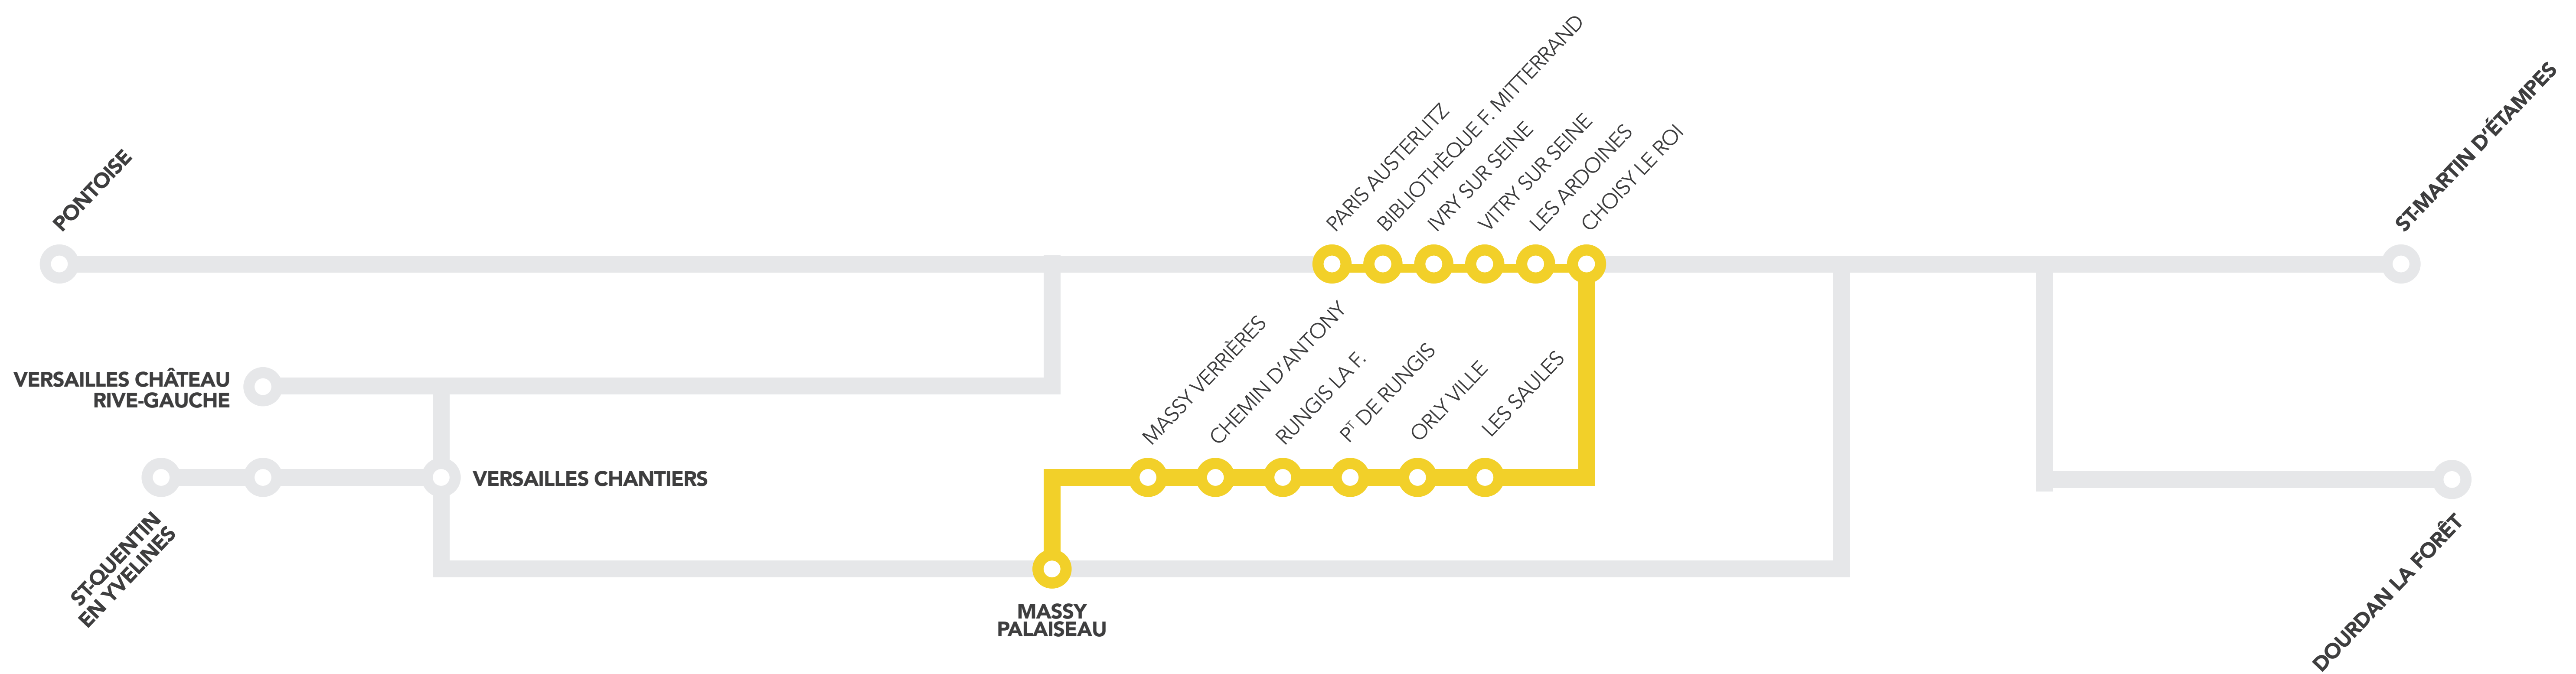 PONTOISE
PARIS AUSTERLITZ
BIBLIOTHÈQUE F. MITTERRAND
IVRY SUR SEINE
VITRY SUR SEINE
LES ARDOINES
CHOISY LE ROI
ST-MARTIN D'ÉTAMPES
VERSAILLES CHÂTEAU
RIVE-GAUCHE
MASSY VERRIÈRES
CHEMIN D'ANTONY
RUNGIS LA F.
PT DE RUNGIS
ORLY VILLE
LES SAULES
VERSAILLES CHANTIERS
ST-QUENTIN
EN YVELINES
MASSY
PALAISEAU
DOURDAN LA FORÊT